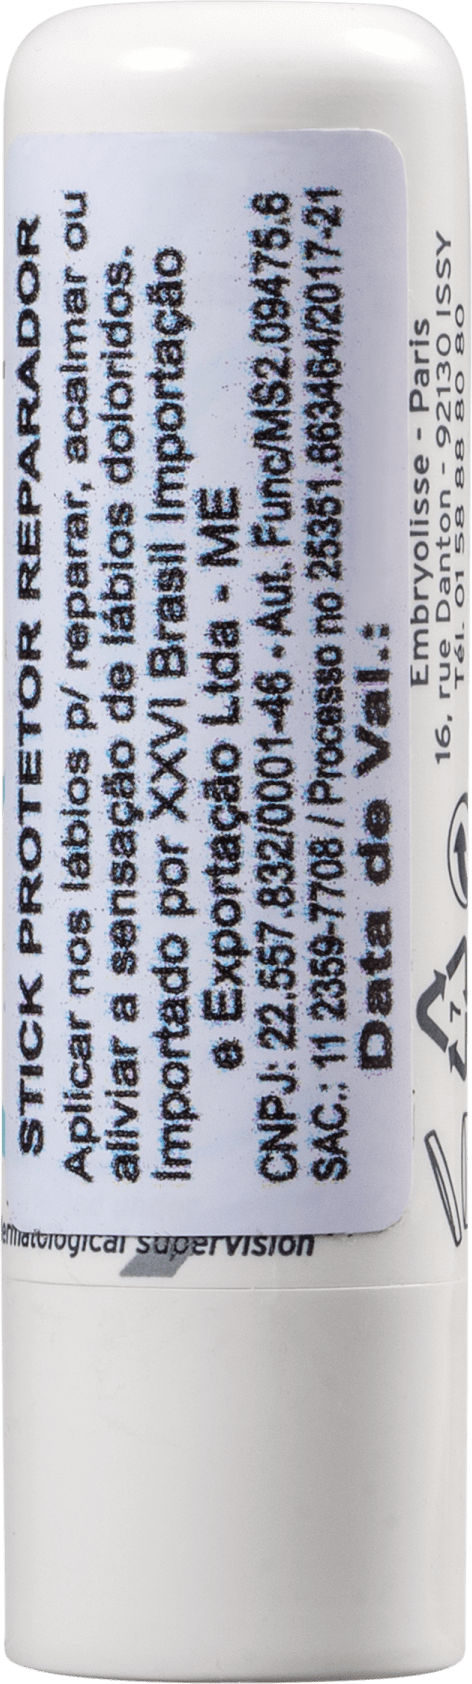 STICK PROTETOR REPARADOR
Aplicar nos lábios p/ reparar, acalmar ou
aliviar a sensação de lábios doloridos.
Importado por XXVI Brasil Importação
e Exportação Ltda - ME
CNPJ: 22.557.832/0001-46 - Aut. Func/MS2.09475.6
SAC.: 11 2359-7708 / Processo no 25351.663464/2017-21
Data de Val.:
Embryolisse - Paris
16, rue Danton - 92130 ISSY
Tél. 01 58 88 80 80
7
supervision